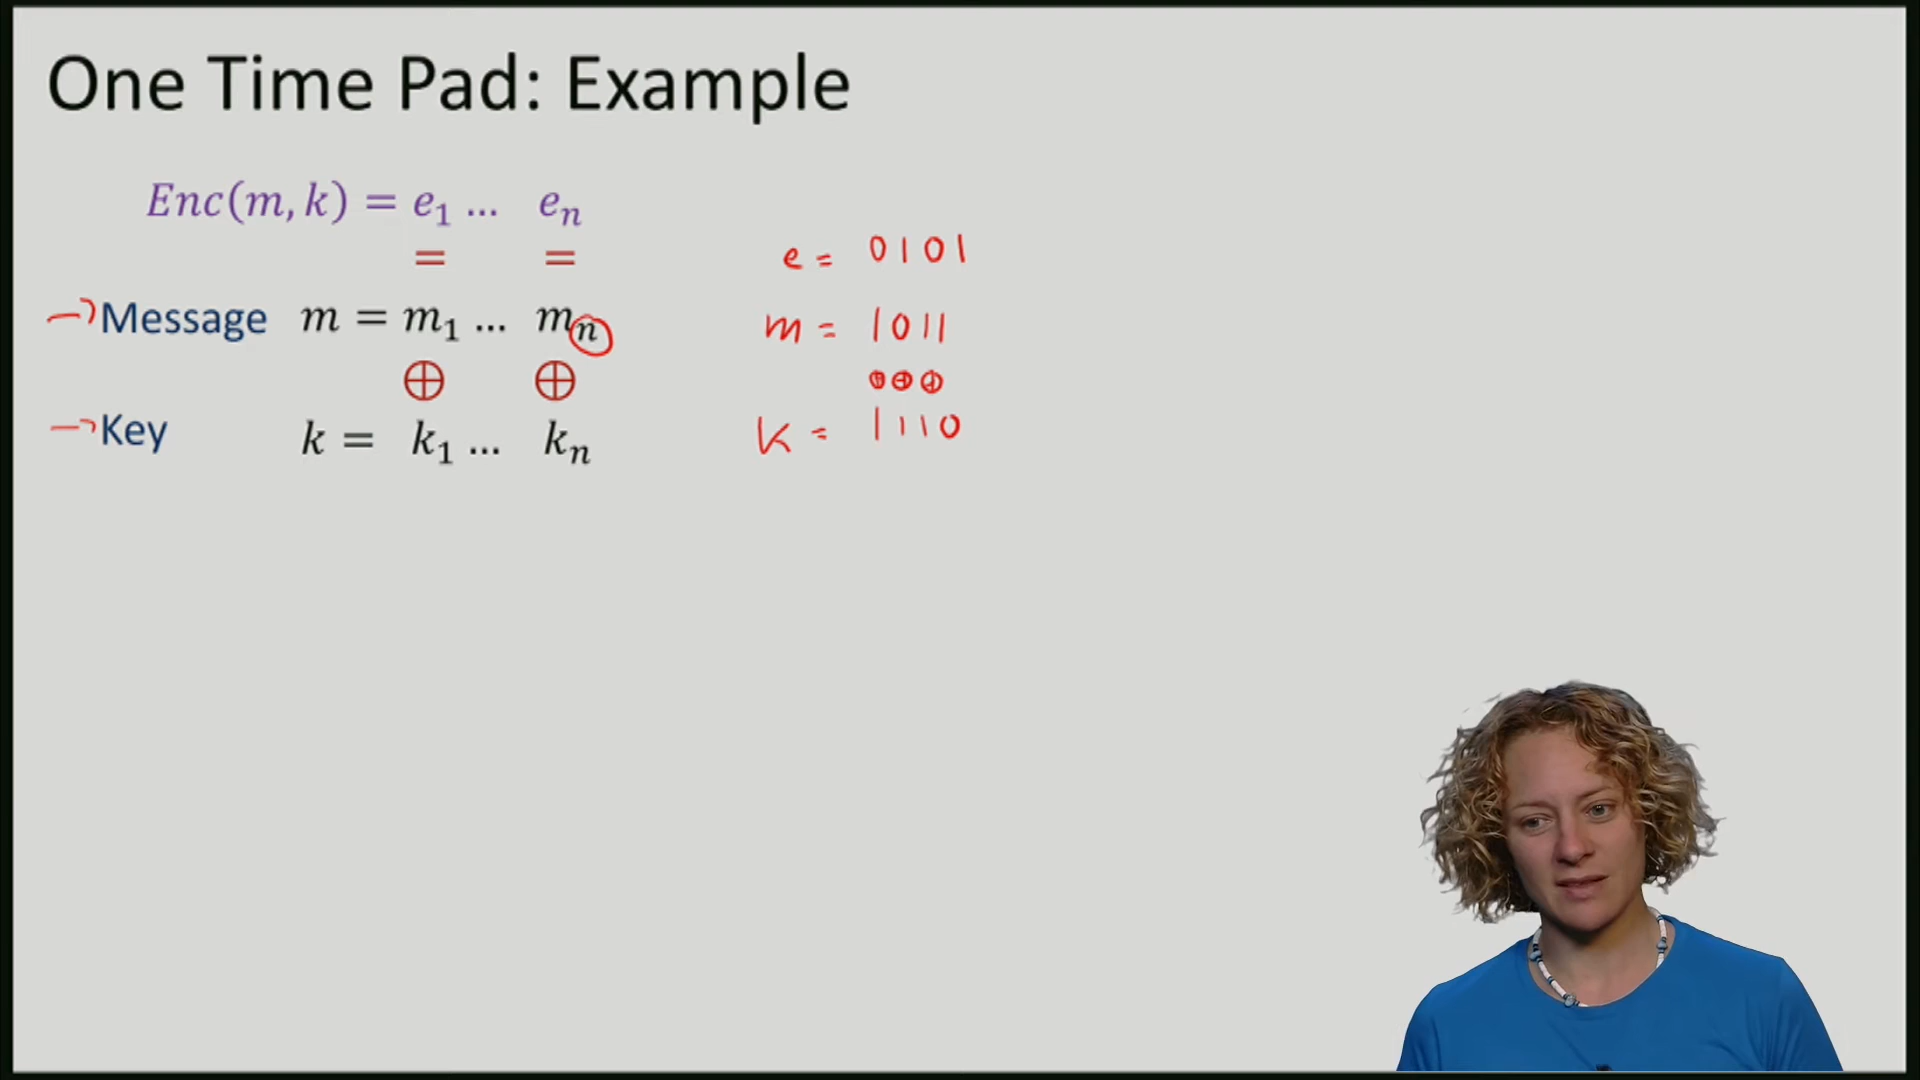 One Time Pad: Example
Enc(m, k) = e₁ … eₙ
= =
e = 0101
Message m = m₁ … mₙ
m = 1011
⊕ ⊕
⊕⊕⊕
Key k = k₁ … kₙ
k = 1110